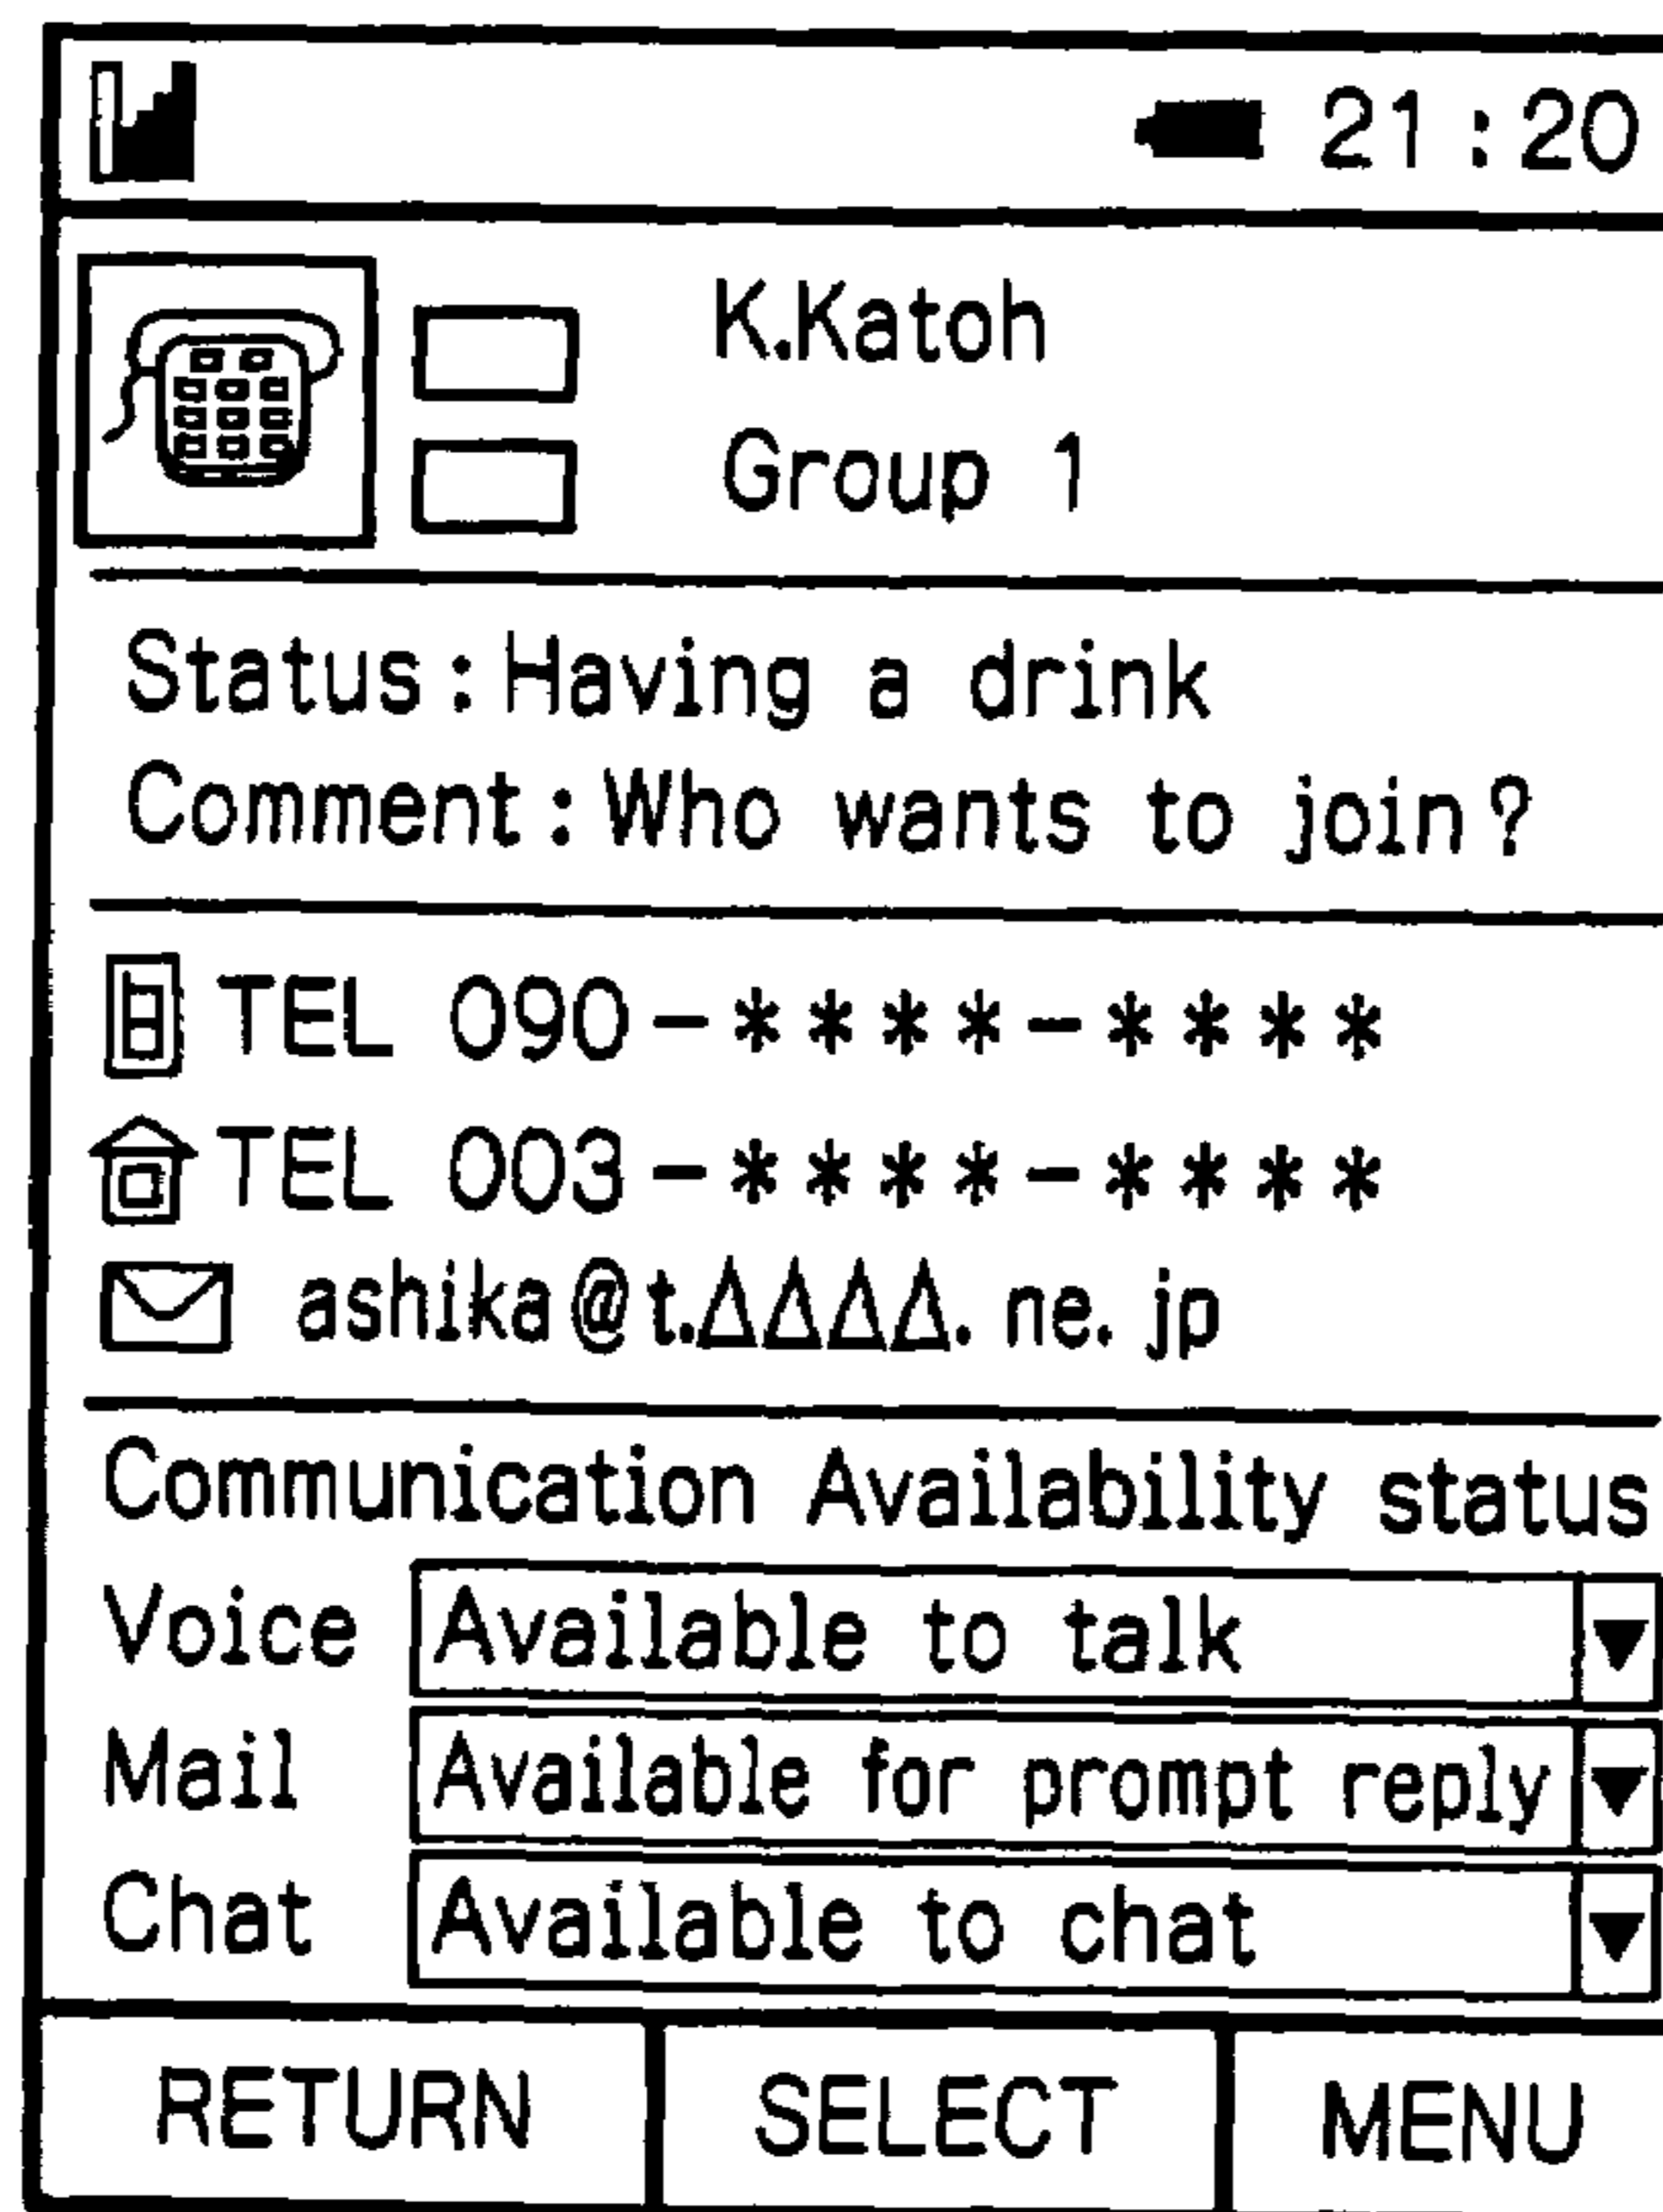 21:20
K.Katoh
Group 1
Status:Having a drink
Comment:Who wants to join?
TEL 090-****-****
TEL 003-****-****
ashika@t.ΔΔΔΔ.ne.jp
Communication Availability status
Voice Available to talk ▼
Mail Available for prompt reply ▼
Chat Available to chat ▼
RETURN SELECT MENU